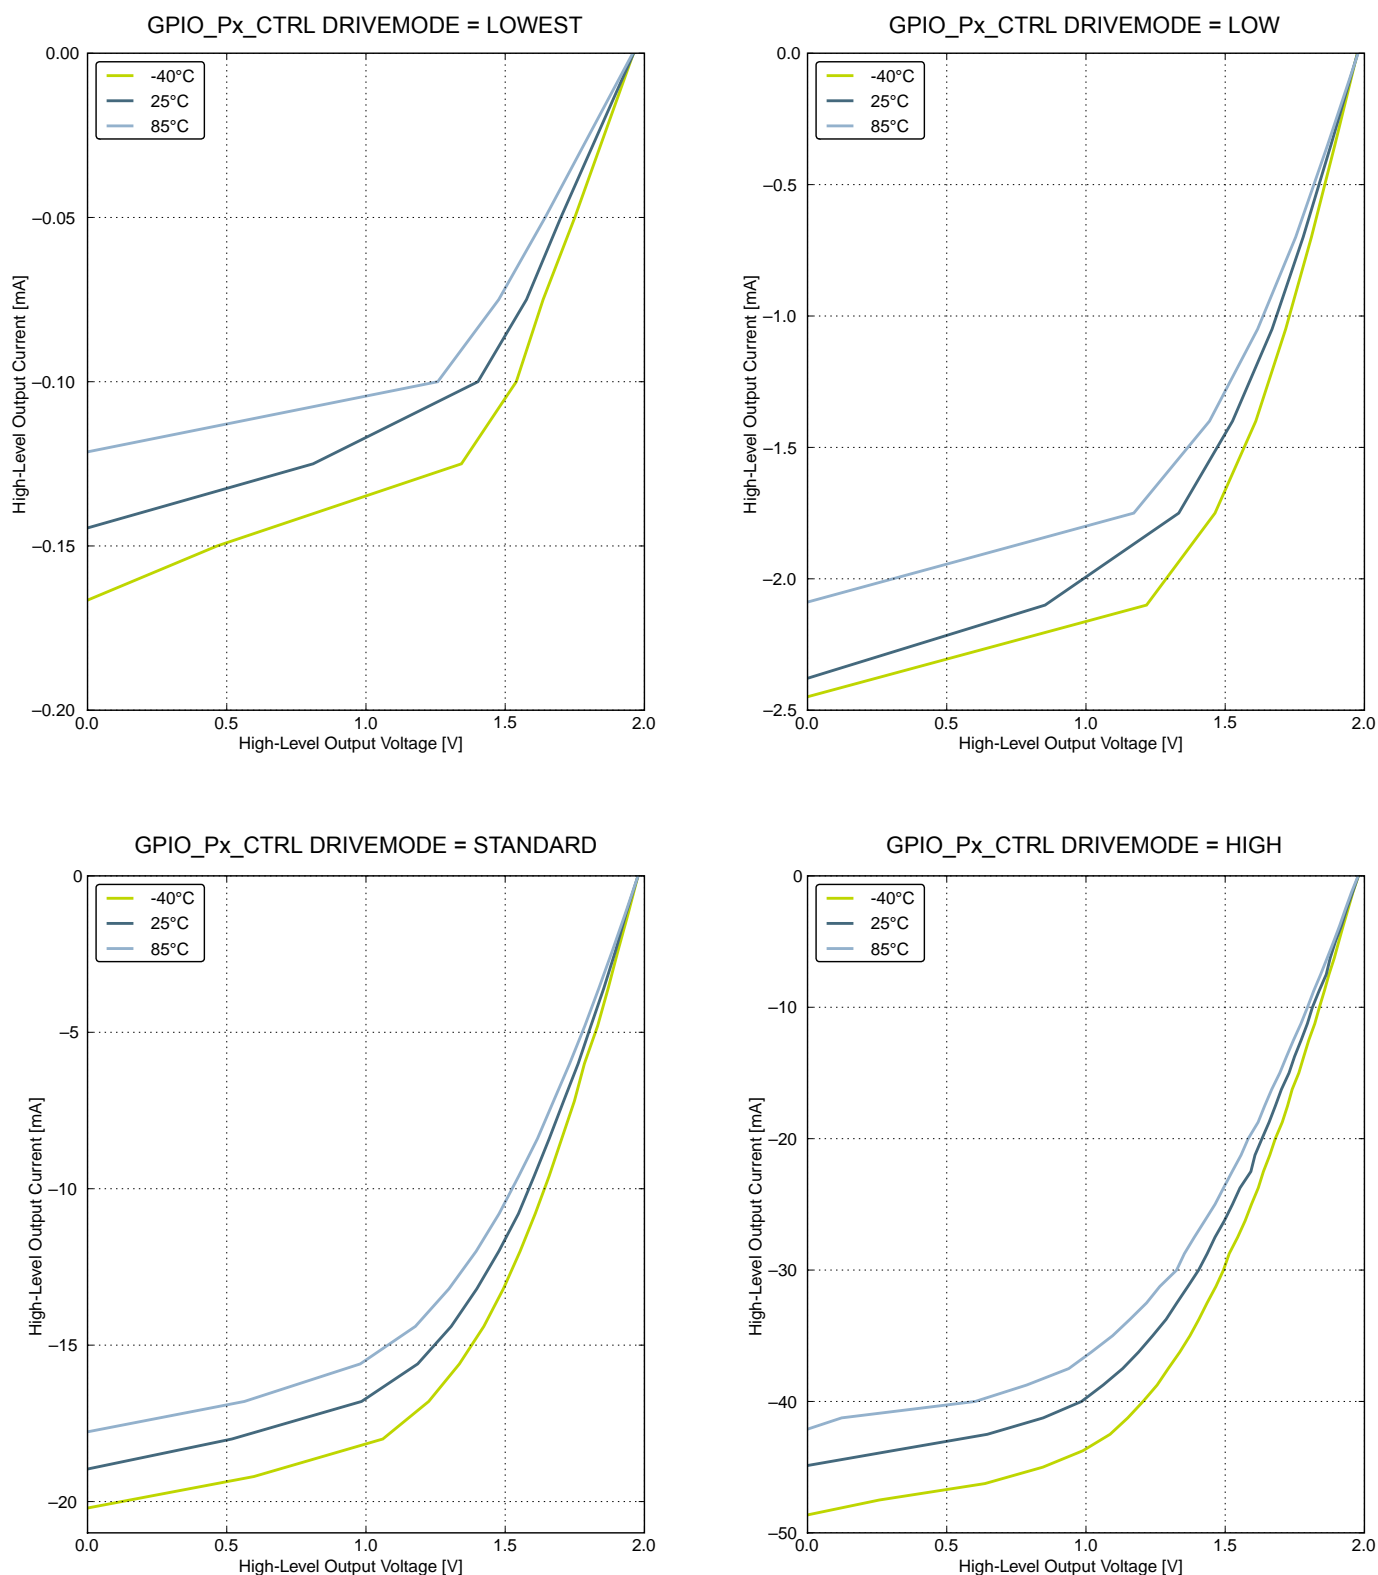 GPIO_Px_CTRL DRIVEMODE = LOWEST
0.00
–0.05
–0.10
–0.15
–0.20
High-Level Output Current [mA]
-40°C
25°C
85°C
0.0
0.5
1.0
1.5
2.0
High-Level Output Voltage [V]
GPIO_Px_CTRL DRIVEMODE = LOW
0.0
–0.5
–1.0
–1.5
–2.0
–2.5
High-Level Output Current [mA]
-40°C
25°C
85°C
0.0
0.5
1.0
1.5
2.0
High-Level Output Voltage [V]
GPIO_Px_CTRL DRIVEMODE = STANDARD
0
–5
–10
–15
–20
High-Level Output Current [mA]
-40°C
25°C
85°C
0.0
0.5
1.0
1.5
2.0
High-Level Output Voltage [V]
GPIO_Px_CTRL DRIVEMODE = HIGH
0
–10
–20
–30
–40
–50
High-Level Output Current [mA]
-40°C
25°C
85°C
0.0
0.5
1.0
1.5
2.0
High-Level Output Voltage [V]